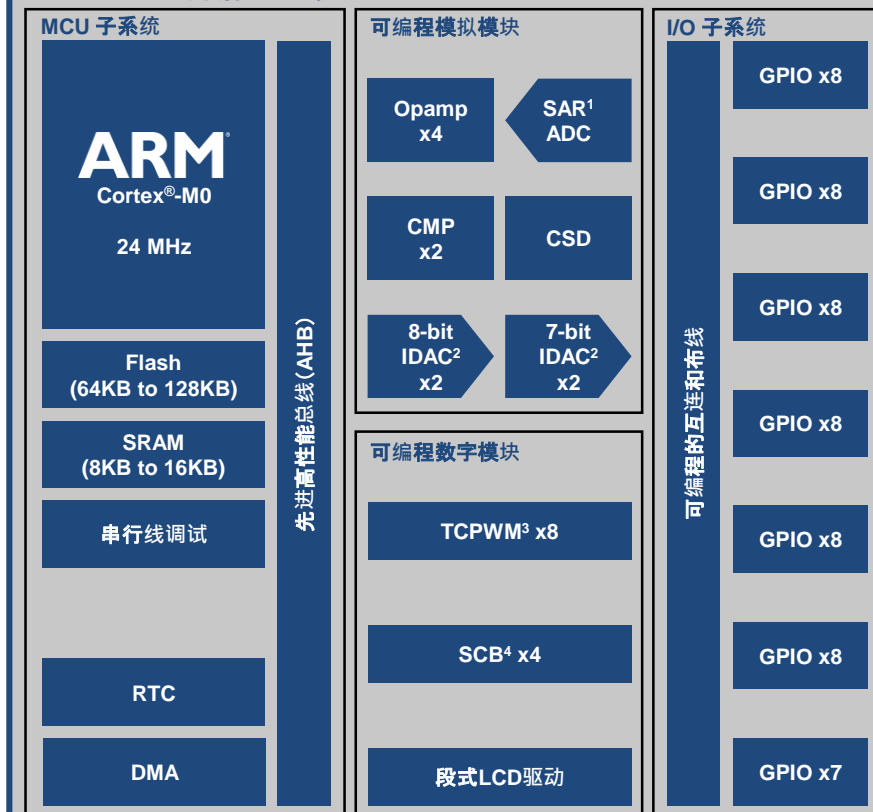 MCU 子系统
ARM®
Cortex®-M0
24 MHz
Flash
(64KB to 128KB)
SRAM
(8KB to 16KB)
串行线调试
RTC
DMA
先进高性能总线(AHB)
可编程模拟模块
Opamp
x4
SAR¹
ADC
CMP
x2
CSD
8-bit
IDAC²
x2
7-bit
IDAC²
x2
可编程数字模块
TCPWM³ x8
SCB⁴ x4
段式LCD驱动
I/O 子系统
可编程的互连和布线
GPIO x8
GPIO x8
GPIO x8
GPIO x8
GPIO x8
GPIO x8
GPIO x7